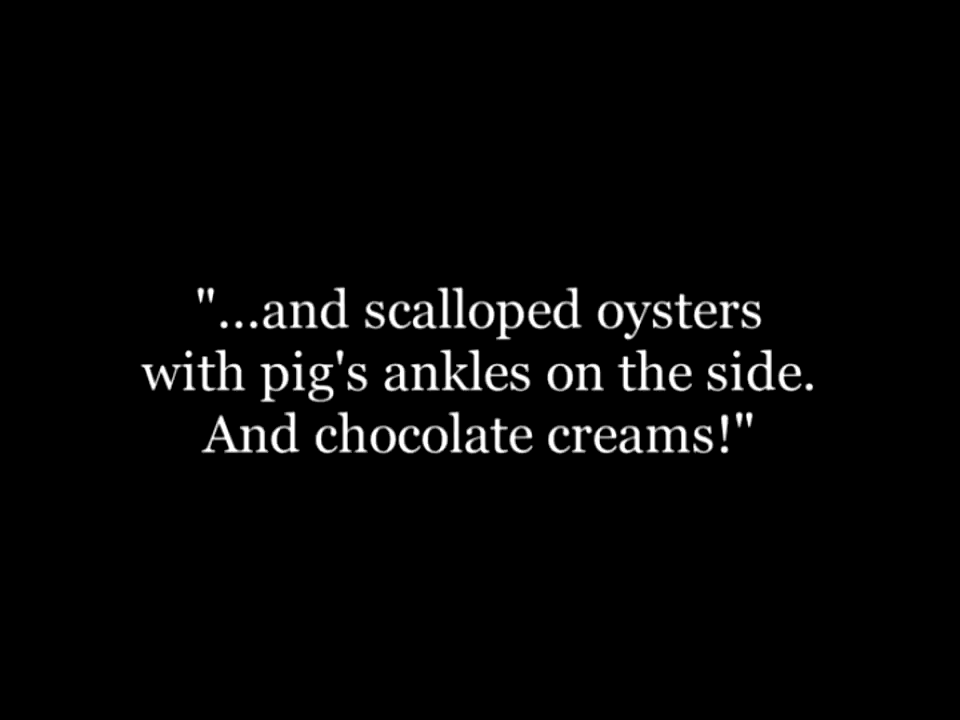 "...and scalloped oysters
with pig's ankles on the side.
And chocolate creams!"